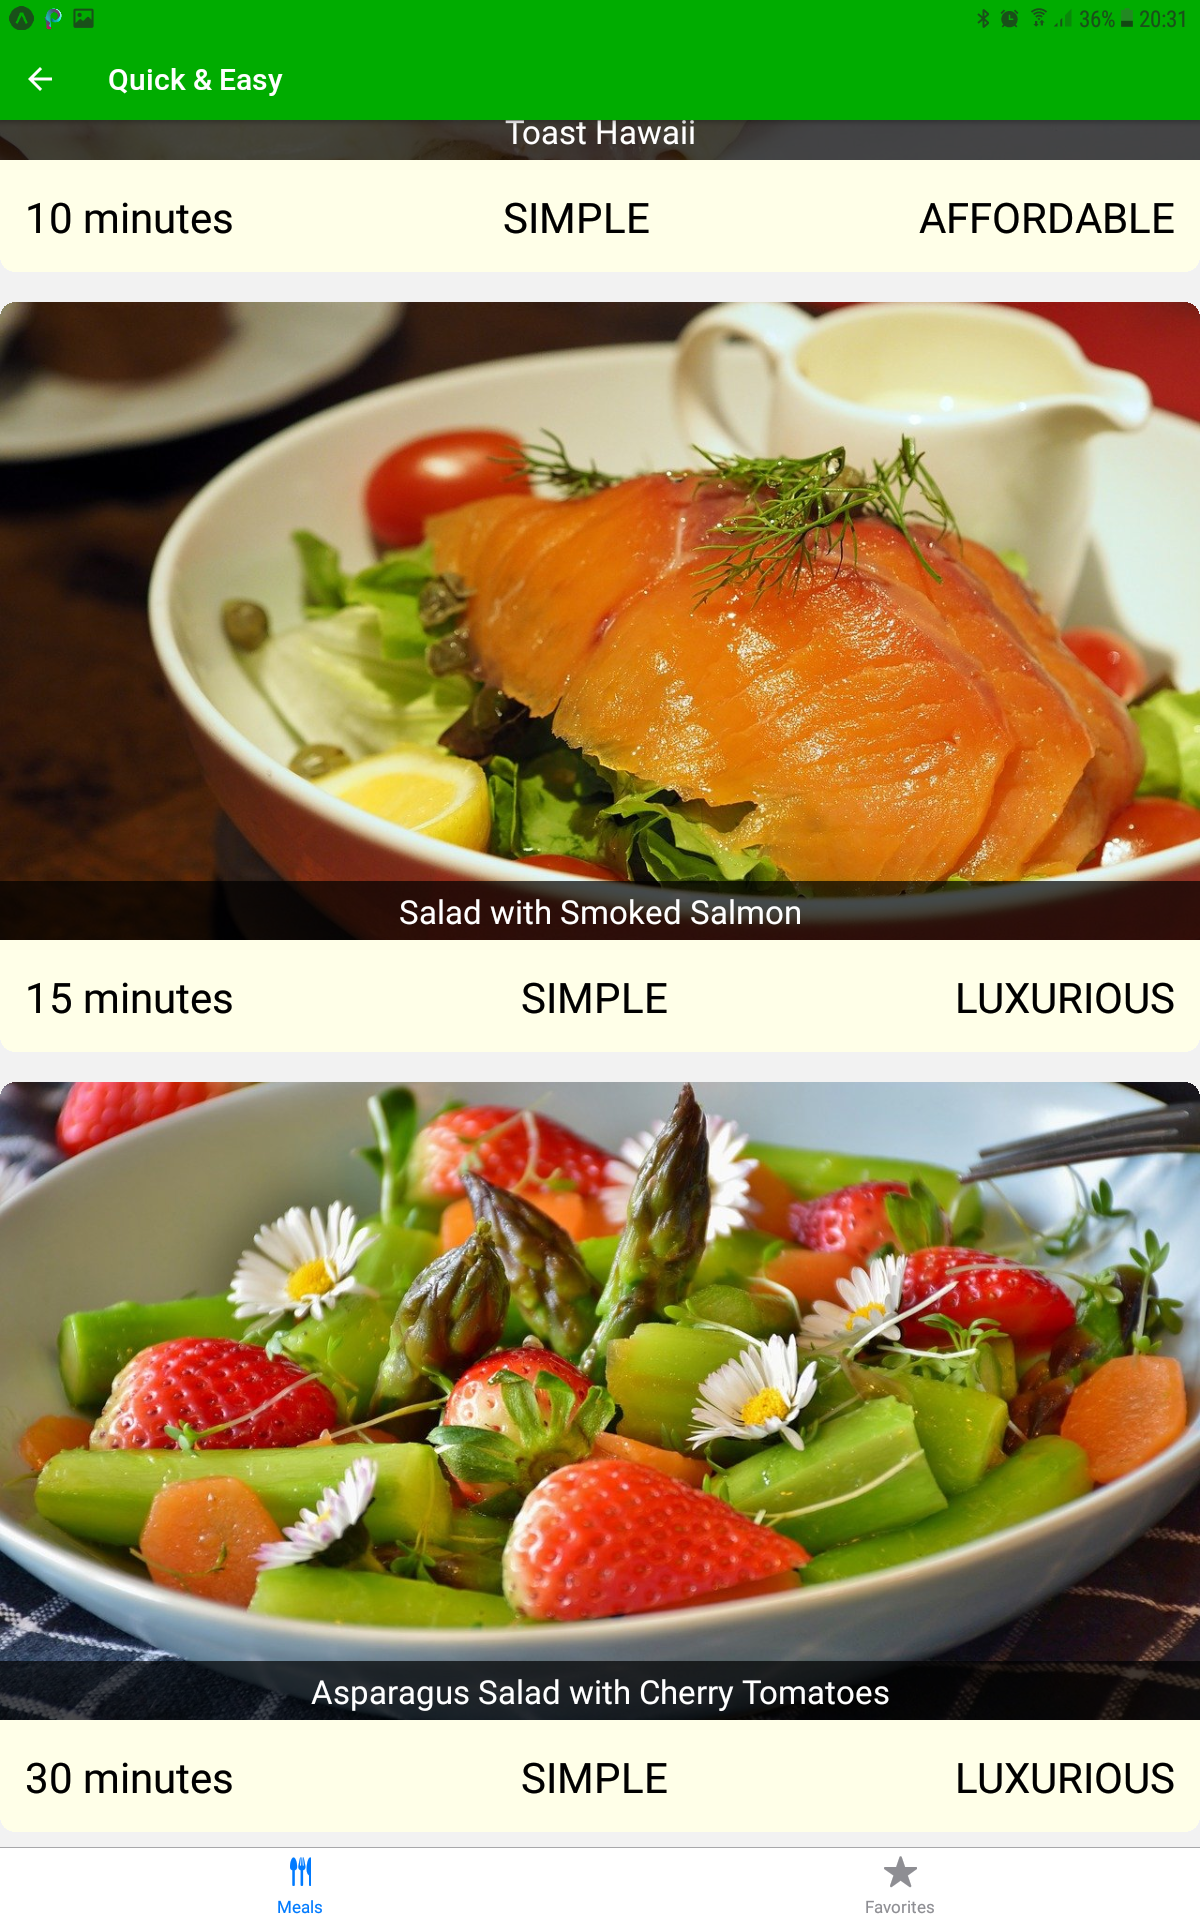 36% 20:31
Quick & Easy
Toast Hawaii
10 minutes SIMPLE AFFORDABLE
Salad with Smoked Salmon
15 minutes SIMPLE LUXURIOUS
Asparagus Salad with Cherry Tomatoes
30 minutes SIMPLE LUXURIOUS
Meals Favorites